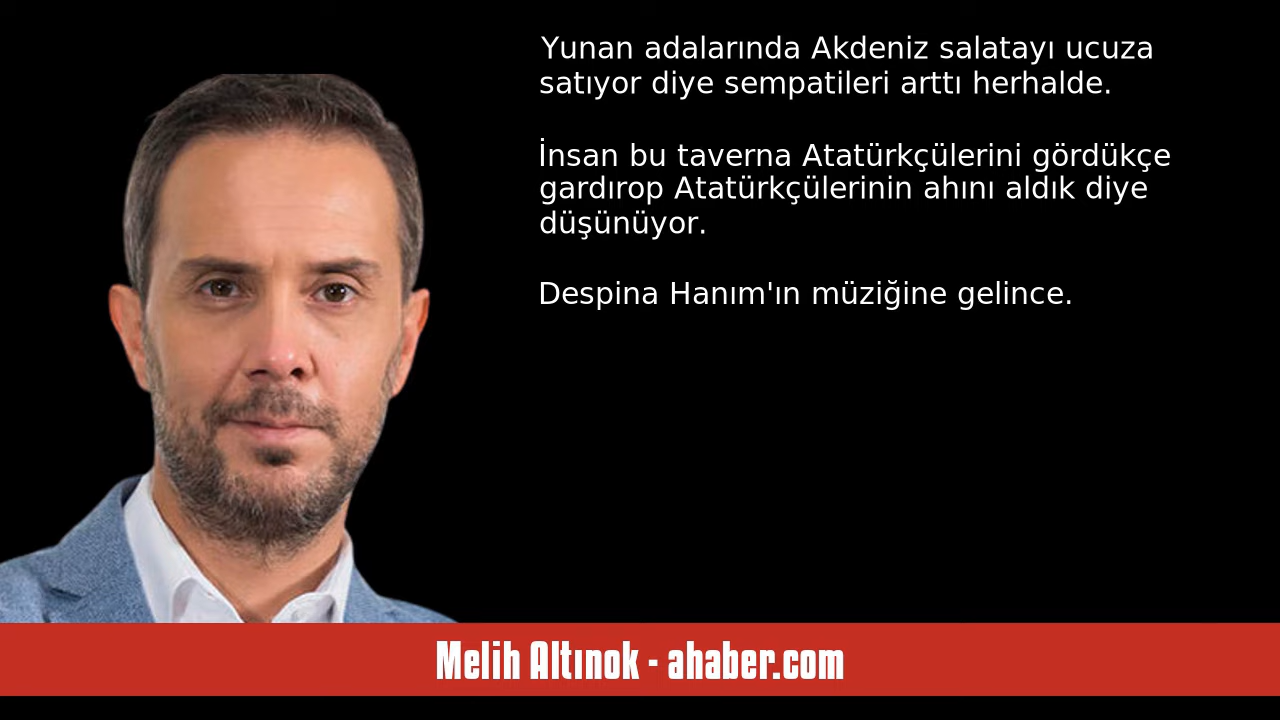 Yunan adalarında Akdeniz salatayı ucuza
satıyor diye sempatileri arttı herhalde.
İnsan bu taverna Atatürkçülerini gördükçe
gardırop Atatürkçülerinin ahını aldık diye
düşünüyor.
Despina Hanım'ın müziğine gelince.
Melih Altınok - ahaber.com